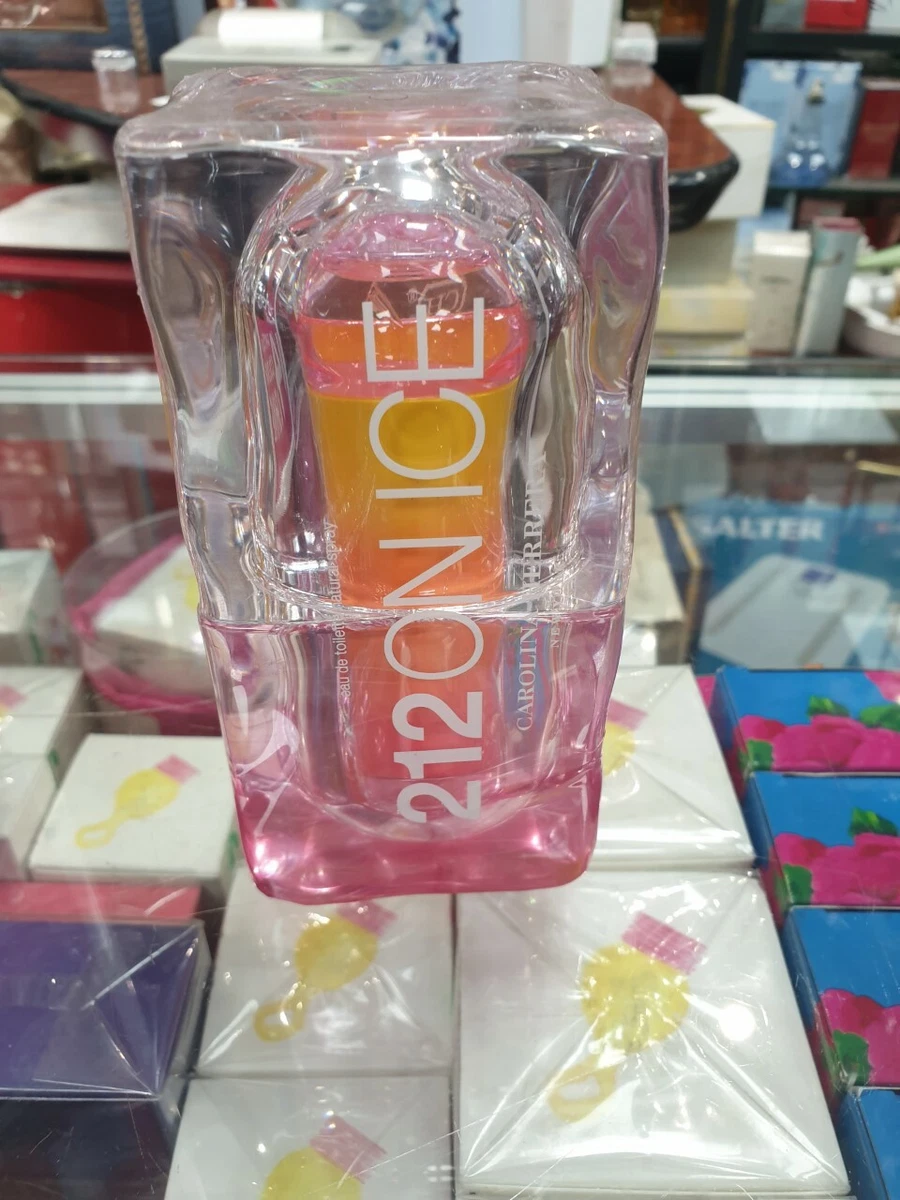 212 ON ICE
eau de toilette natural spray
CAROLINA HERRERA
SALTER